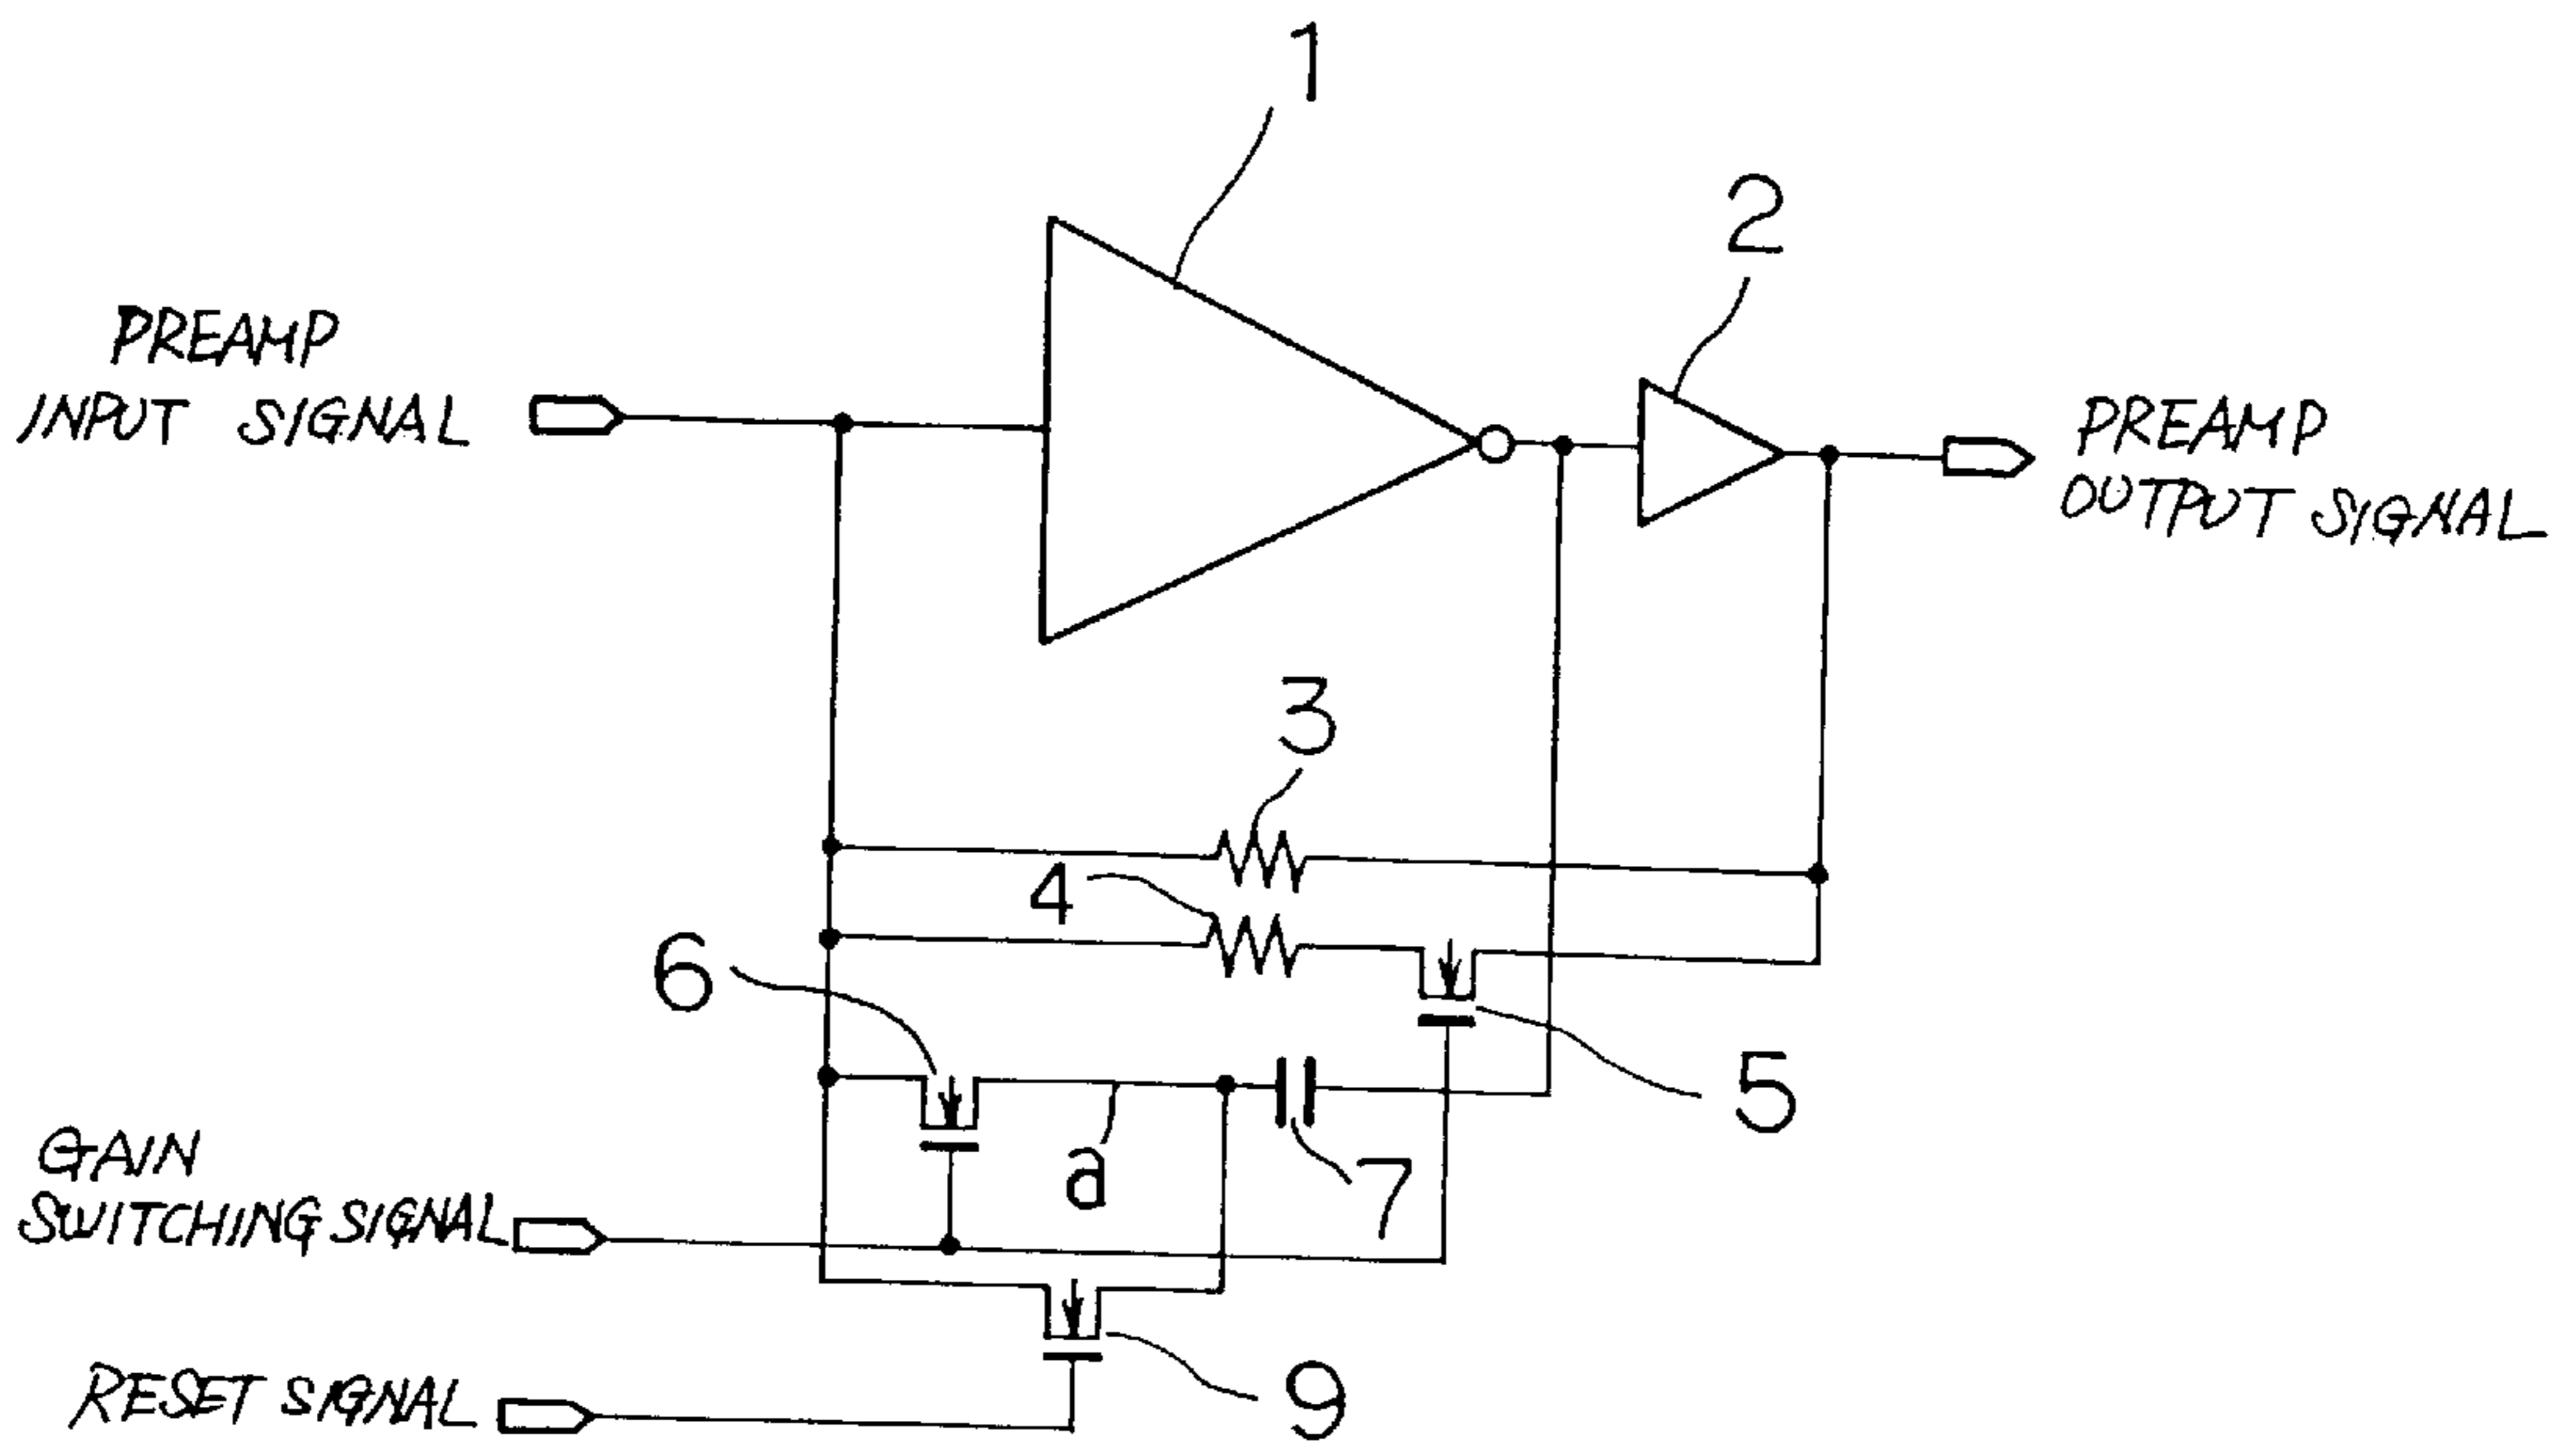 1
2
PREAMP
INPUT SIGNAL
PREAMP
OUTPUT SIGNAL
3
4
6
5
a
7
GAIN
SWITCHING SIGNAL
9
RESET SIGNAL